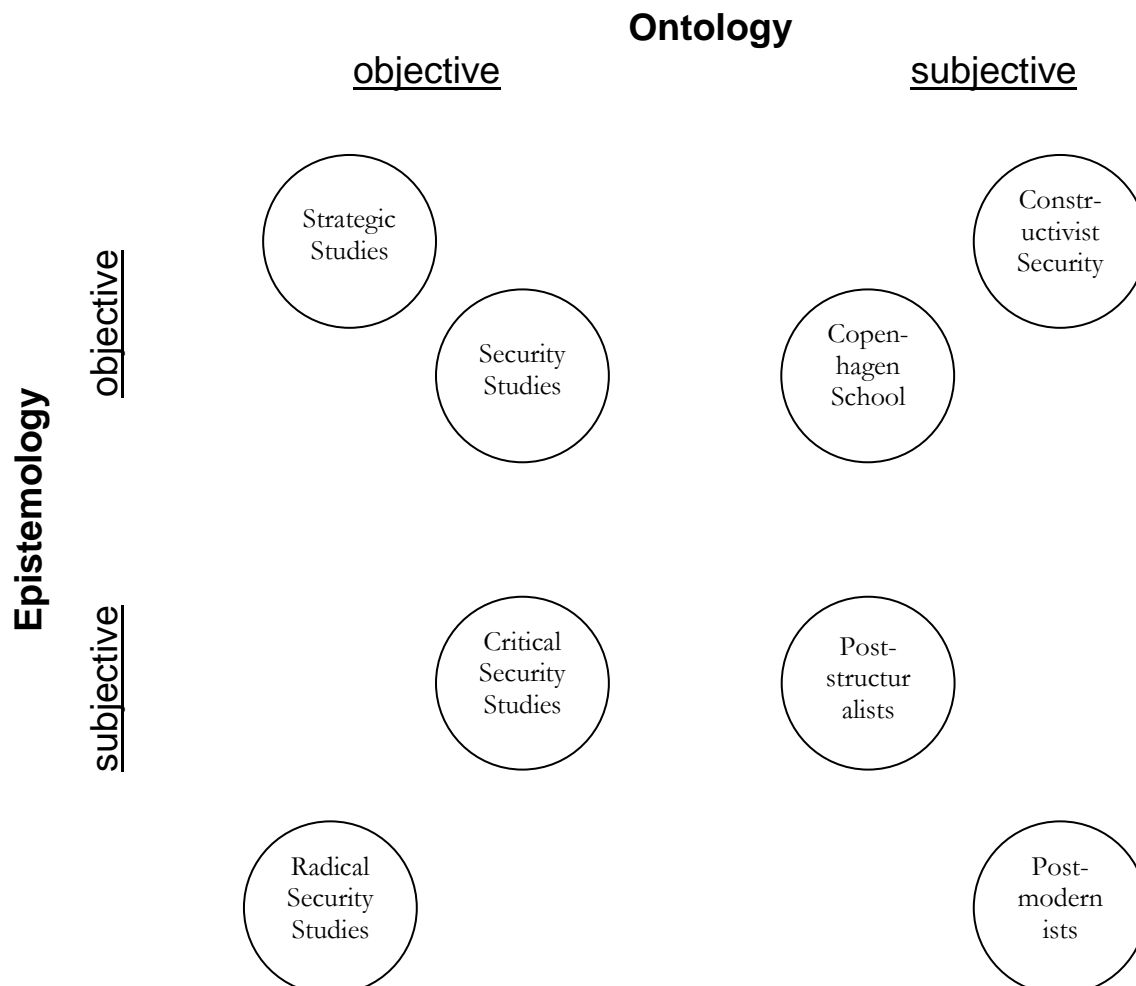 Ontology
objective
subjective
Strategic
Studies
Constr-
uctivist
Security
Security
Studies
Copen-
hagen
School
objective
Epistemology
subjective
Critical
Security
Studies
Post-
structur
alists
Radical
Security
Studies
Post-
modern
ists